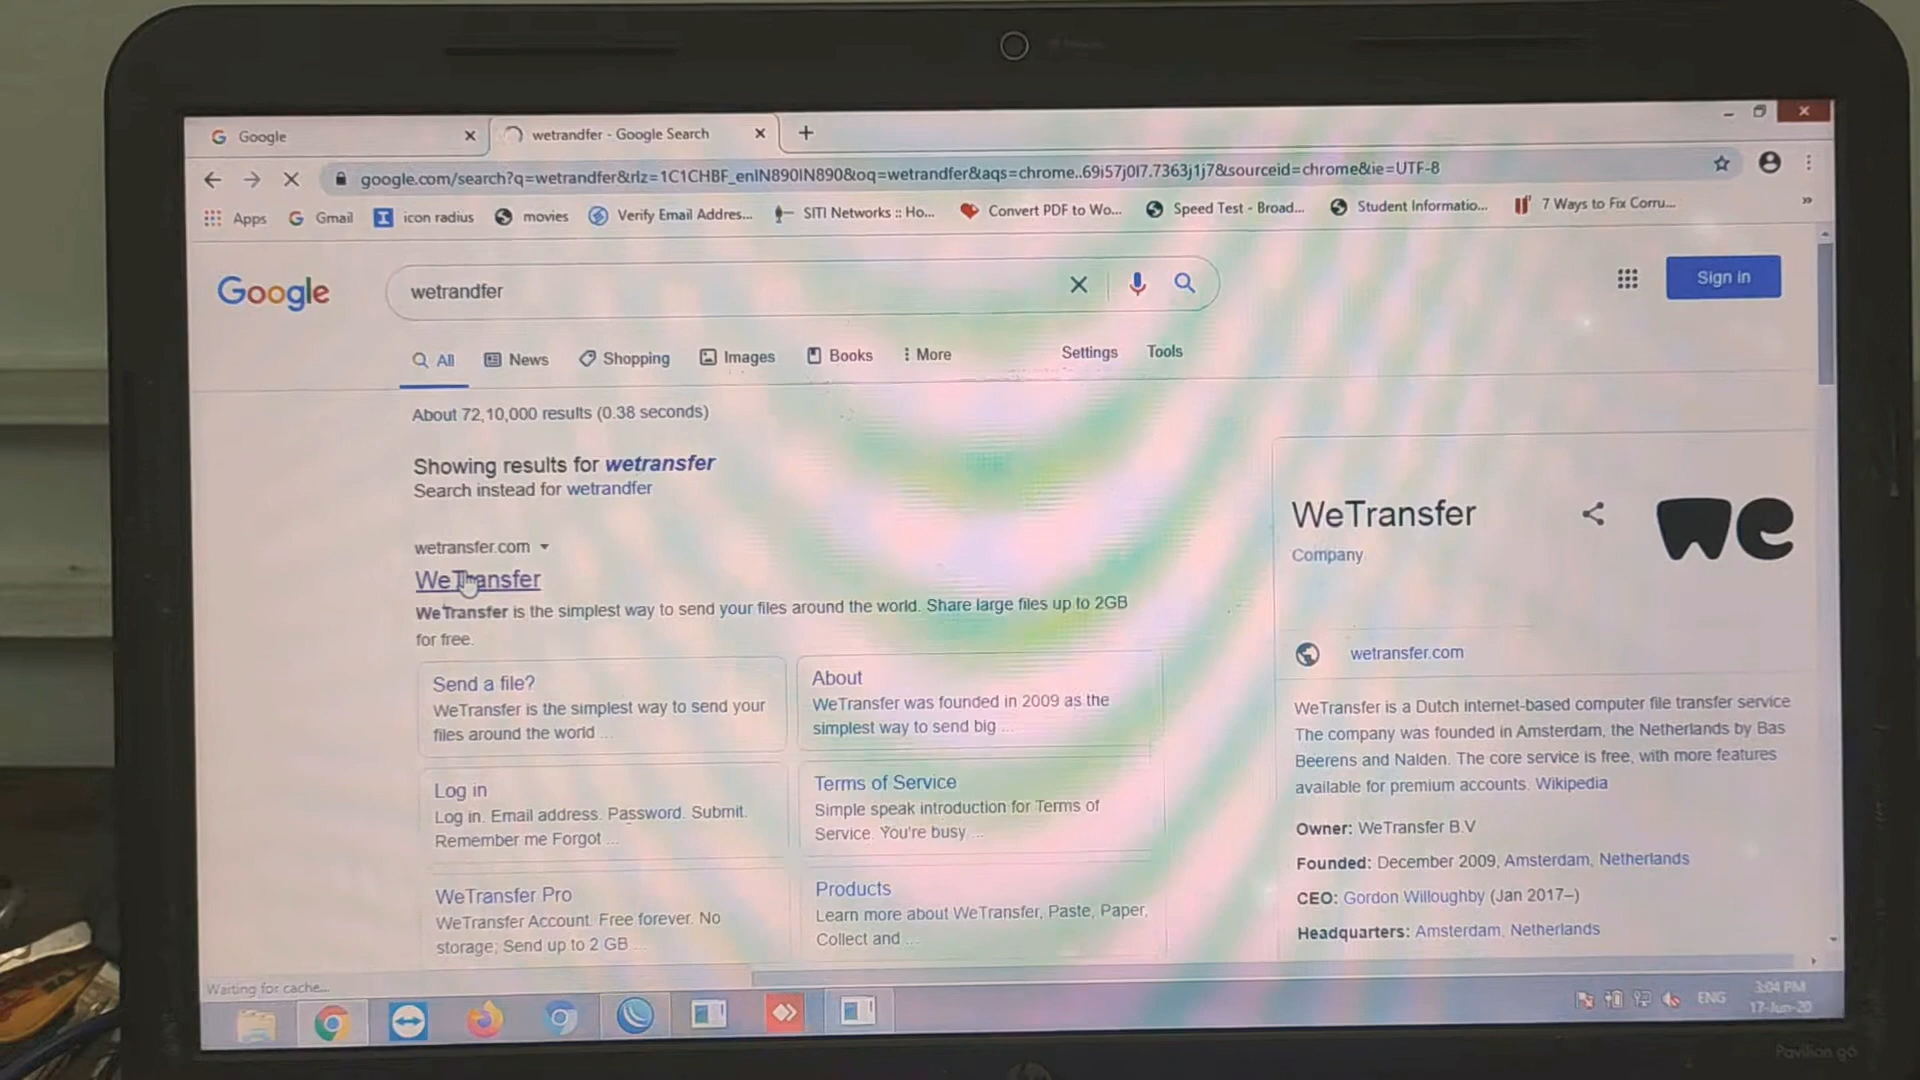 Google
wetrandfer - Google Search
google.com/search?q=wetrandfer&rlz=1C1CHBF_enIN890IN890&oq=wetrandfer&aqs=chrome..69i57j0l7.7363j1j7&sourceid=chrome&ie=UTF-8
Apps Gmail icon radius movies Verify Email Addres... SITI Networks :: Ho... Convert PDF to Wo... Speed Test - Broad... Student Informatio... 7 Ways to Fix Corru... »
Google
wetrandfer
Sign in
All News Shopping Images Books More Settings Tools
About 72,10,000 results (0.38 seconds)
Showing results for wetransfer
Search instead for wetrandfer
wetransfer.com
WeTransfer
WeTransfer is the simplest way to send your files around the world. Share large files up to 2GB
for free.
Send a file?
WeTransfer is the simplest way to send your
files around the world ...
About
WeTransfer was founded in 2009 as the
simplest way to send big ...
Log in
Log in. Email address. Password. Submit.
Remember me Forgot ...
Terms of Service
Simple speak introduction for Terms of
Service. You're busy ...
WeTransfer Pro
WeTransfer Account. Free forever. No
storage; Send up to 2 GB ...
Products
Learn more about WeTransfer, Paste, Paper,
Collect and ...
WeTransfer
Company
we
wetransfer.com
WeTransfer is a Dutch internet-based computer file transfer service
The company was founded in Amsterdam, the Netherlands by Bas
Beerens and Nalden. The core service is free, with more features
available for premium accounts. Wikipedia
Owner: WeTransfer B.V
Founded: December 2009, Amsterdam, Netherlands
CEO: Gordon Willoughby (Jan 2017–)
Headquarters: Amsterdam, Netherlands
Waiting for cache...
ENG
3:04 PM
17-Jun-20
Pavilion g6